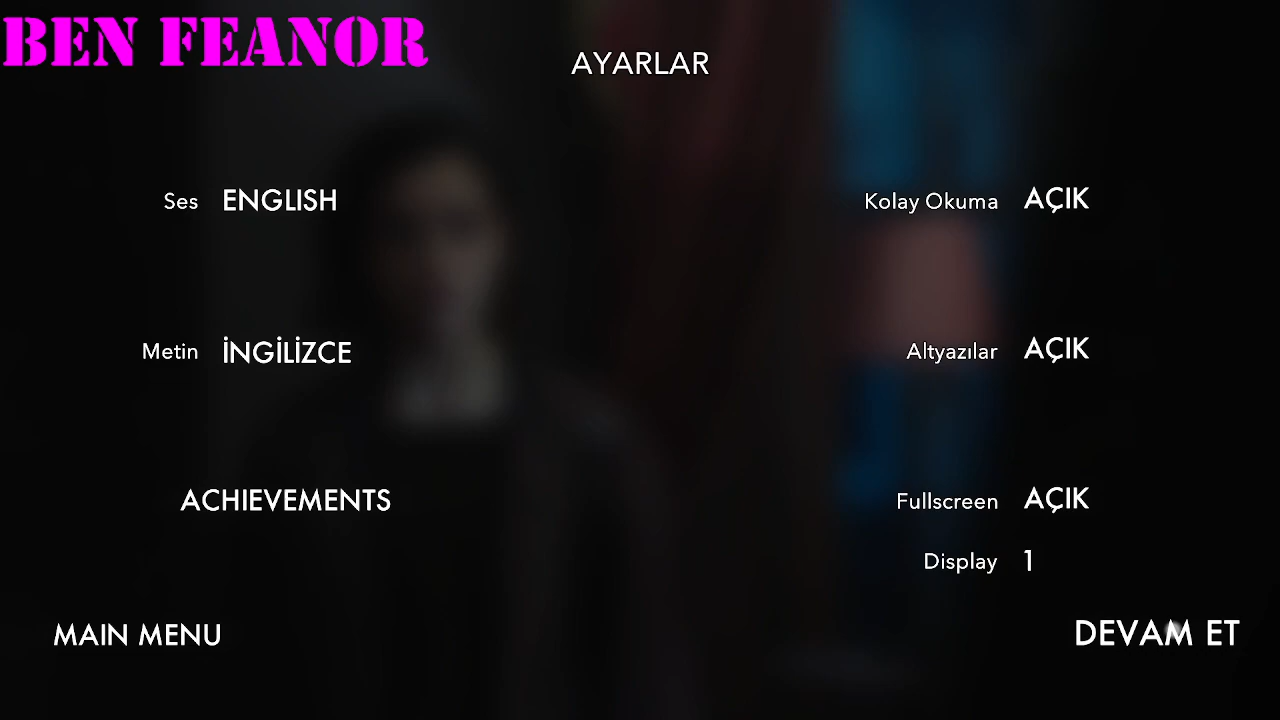 BEN FEANOR
AYARLAR
Ses ENGLISH
Kolay Okuma AÇIK
Metin İNGİLİZCE
Altyazılar AÇIK
ACHIEVEMENTS
Fullscreen AÇIK
Display 1
MAIN MENU
DEVAM ET